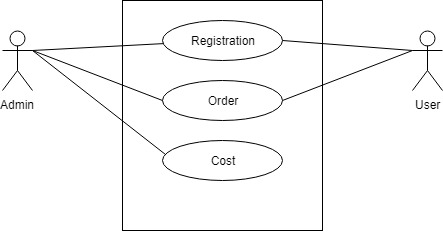 Registration
Admin
Order
User
Cost